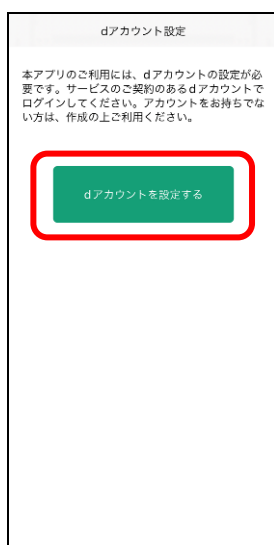 dアカウント設定
本アプリのご利用には、dアカウントの設定が必
要です。サービスのご契約のあるdアカウントで
ログインしてください。アカウントをお持ちでな
い方は、作成の上ご利用ください。
dアカウントを設定する